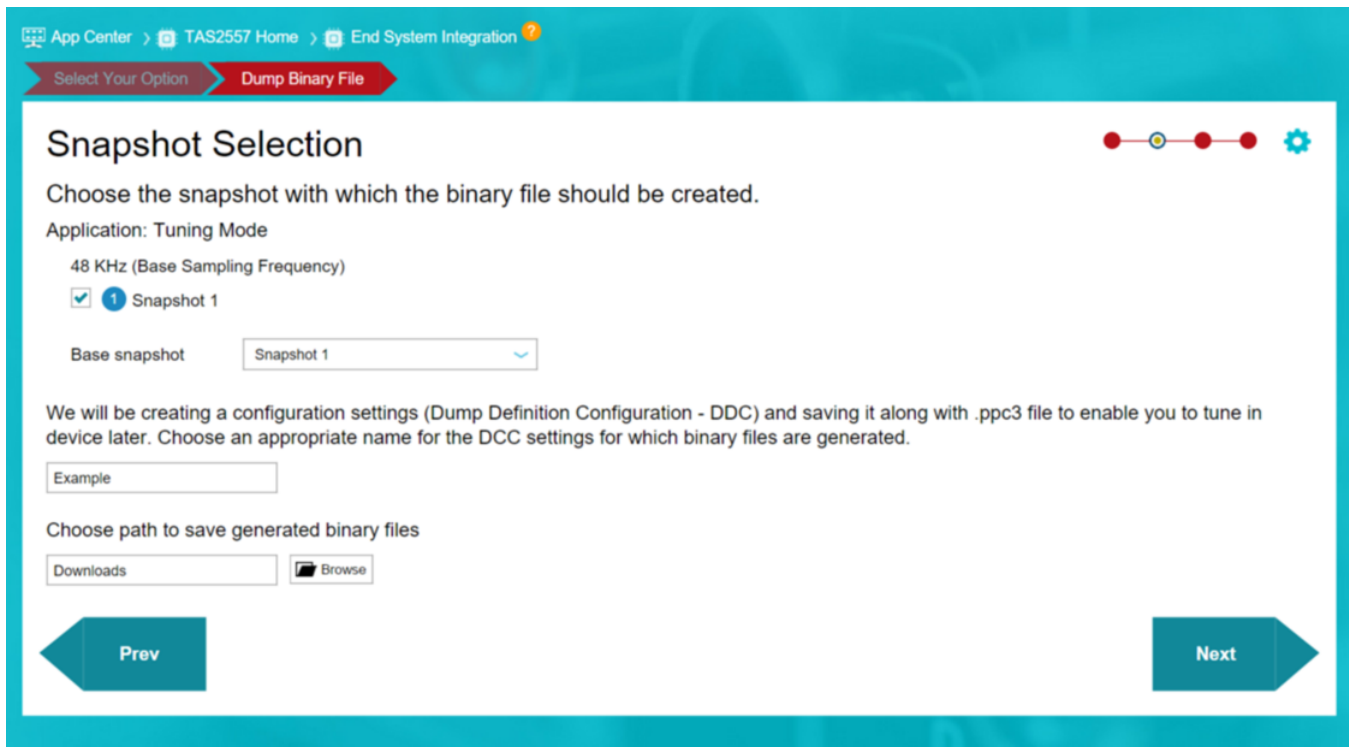 App Center > TAS2557 Home > End System Integration ?
Select Your Option Dump Binary File
Snapshot Selection
Choose the snapshot with which the binary file should be created.
Application: Tuning Mode
48 KHz (Base Sampling Frequency)
1 Snapshot 1
Base snapshot Snapshot 1
We will be creating a configuration settings (Dump Definition Configuration - DDC) and saving it along with .ppc3 file to enable you to tune in
device later. Choose an appropriate name for the DCC settings for which binary files are generated.
Example
Choose path to save generated binary files
Downloads Browse
Prev Next